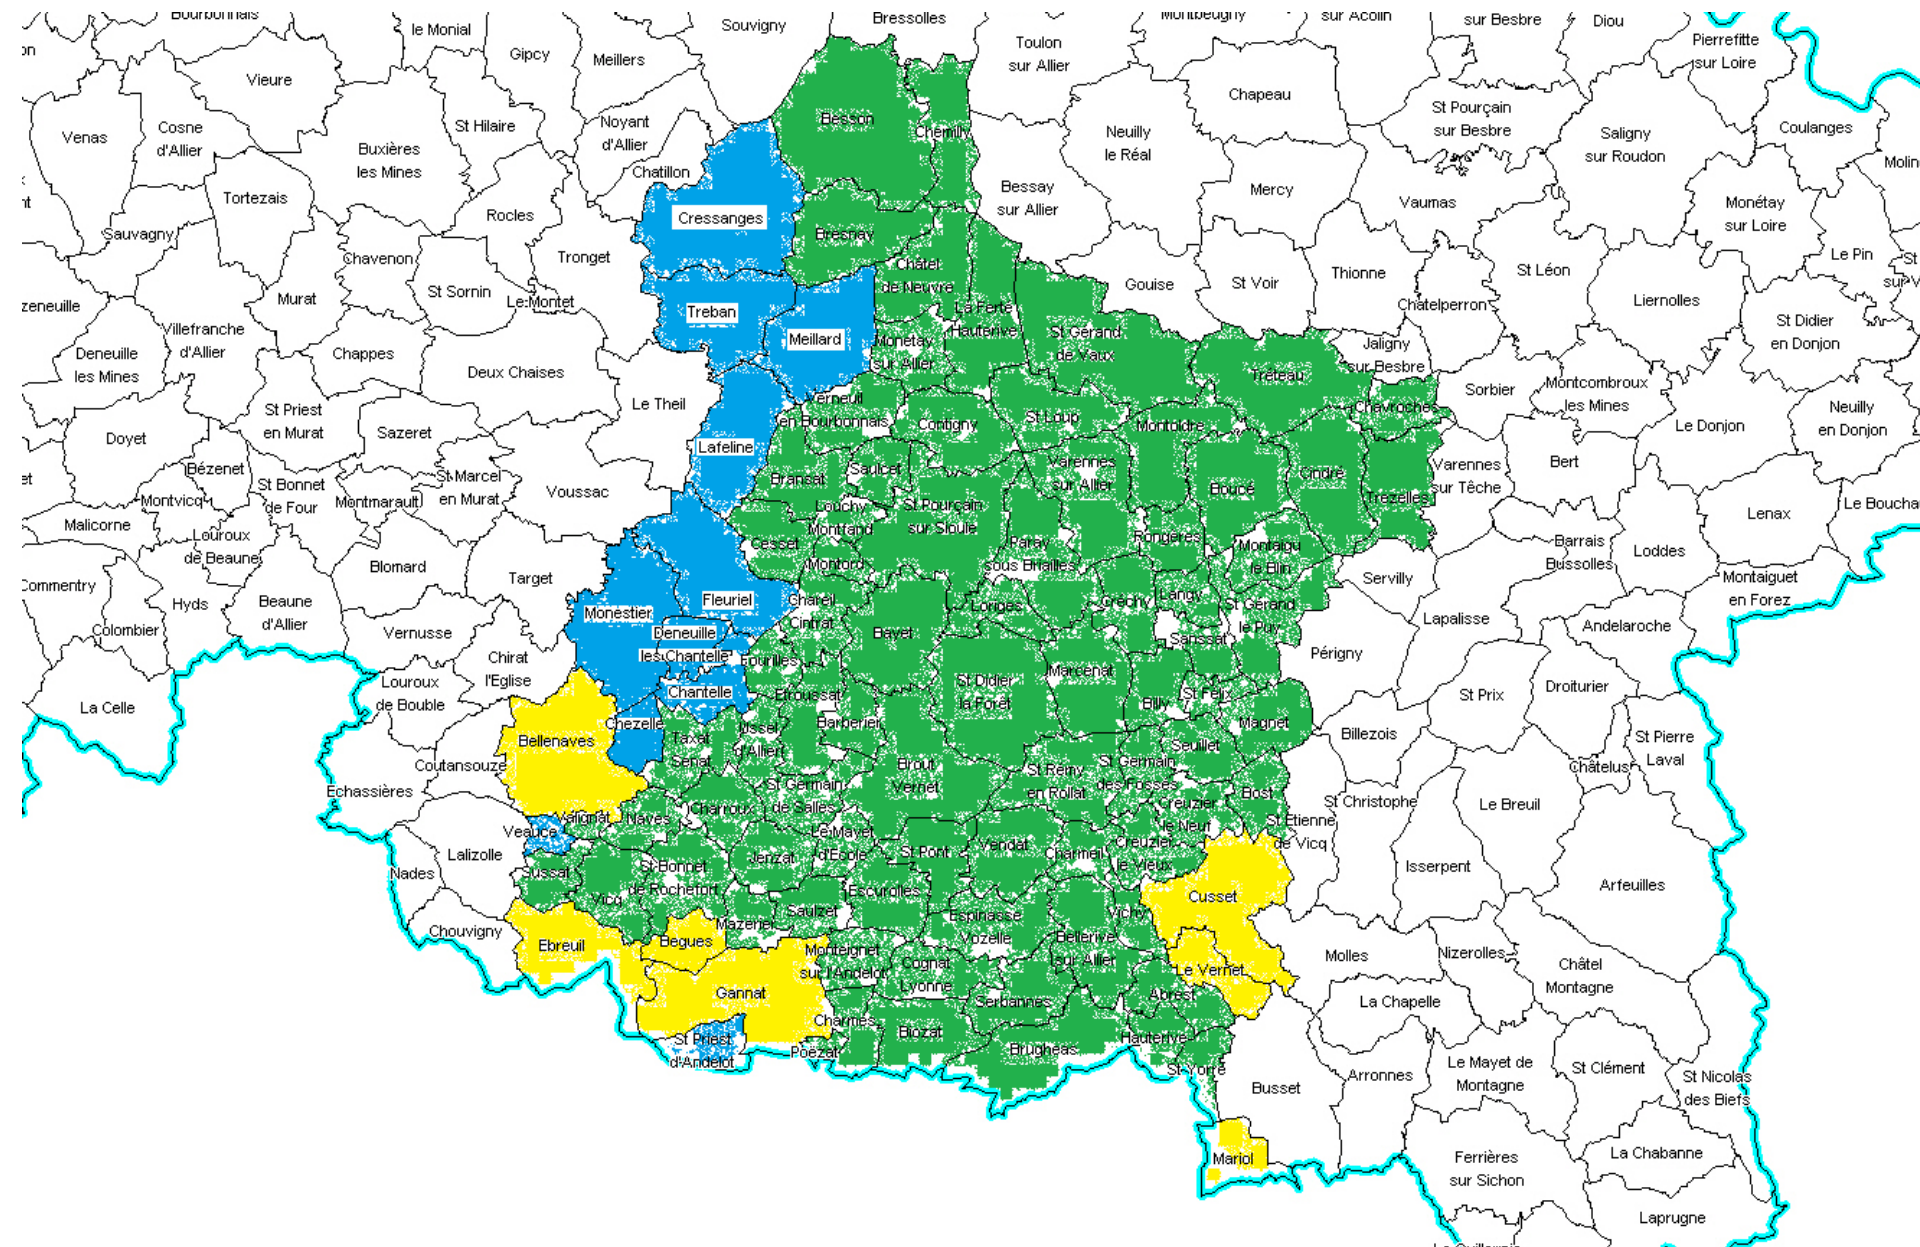 Bourbonnais
le Monial
Souvigny
Bressolles
Montbeugny
sur Acolin
sur Besbre
Diou
Gipcy
Meillers
Toulon
sur Allier
Pierrefitte
sur Loire
Vieure
Chapeau
St Pourçain
sur Besbre
Venas
Cosne
d'Allier
St Hilaire
Noyant
d'Allier
Besson
Chemilly
Neuilly
le Réal
Saligny
sur Roudon
Coulanges
Buxières
les Mines
Chatillon
Molin
Tortezais
Rocles
Cressanges
Bessay
sur Allier
Mercy
Vaumas
Monétay
sur Loire
Sauvagny
Bresnay
Chavenon
Tronget
Châtel
de Neuvre
Gouise
St Voir
Thionne
St Léon
Le Pin
St
sur V
zeneuille
Murat
St Sornin
Le Montet
Treban
Meillard
La Ferté
Hauterive
Chatelperron
Liernolles
Villefranche
d'Allier
St Gérand
de Vaux
St Didier
en Donjon
Deneuille
les Mines
Chappes
Deux Chaises
Monétay
sur Allier
Tréteau
Jaligny
sur Besbre
Sorbier
Montcombroux
les Mines
Le Theil
Verneuil
en Bourbonnais
Contigny
St Loup
Montoldre
Chavroches
Le Donjon
Neuilly
en Donjon
Doyet
St Priest
en Murat
Sazeret
Lafeline
Saulcet
Varennes
sur Allier
Cindré
Varennes
sur Têche
Bert
et
Bézenet
St Bonnet
de Four
St Marcel
en Murat
Voussac
Bransat
Boucé
Trezelles
Montvicq
Montmarault
Louchy
Montfand
St Pourçain
sur Sioule
Lenax
Le Boucha
Malicorne
Louroux
de Beaune
Cesset
Montord
Paray
sous Briailles
Rongères
Montaigu
le Blin
Barrais
Bussolles
Loddes
Commentry
Hyds
Blomard
Target
Servilly
Montaiguet
en Forez
Beaune
d'Allier
Monestier
Fleuriel
Chareil
Cintrat
Loriges
Créchy
Langy
St Gérand
le Puy
Lapalisse
Andelaroche
Colombier
Vernusse
Deneuille
les Chantelle
Bayet
Sanssat
Périgny
Chirat
l'Eglise
Fourilles
Marcenat
La Celle
Louroux
de Bouble
Chantelle
Etroussat
St Didier
la Forêt
Billy
St Félix
St Prix
Droiturier
Chezelle
Barberier
Magnet
Bellenaves
Taxat
Senat
Ussel
d'Allier
Seuillet
Billezois
St Pierre
Laval
Coutansouze
Brout
Vernet
St Remy
en Rollat
St Germain
des Fossés
Châtelus
Echassières
St Germain
de Salles
Bost
St Christophe
Le Breuil
Valignat
Naves
Charroux
Creuzier
le Neuf
St Etienne
de Vicq
Veauce
Le Mayet
d'Ecole
Lalizolle
Jenzat
St Pont
Vendat
Charmeil
Creuzier
le Vieux
Isserpent
Nades
Sussat
St Bonnet
de Rochefort
Escurolles
Arfeuilles
Vicq
Saulzet
Espinasse
Vozelle
Vichy
Cusset
Chouvigny
Ebreuil
Begues
Mazerier
Monteignet
sur l'Andelot
Bellerive
sur Allier
Molles
Nizerolles
Châtel
Montagne
Cognat
Lyonne
Le Vernet
Gannat
Serbannes
Abrest
La Chapelle
Charmes
Biozat
St Priest
d'Andelot
Poëzat
Brugheas
Hauterive
St Yorre
Busset
Arronnes
Le Mayet de
Montagne
St Clément
St Nicolas
des Biefs
Mariol
Ferrières
sur Sichon
La Chabanne
Laprugne